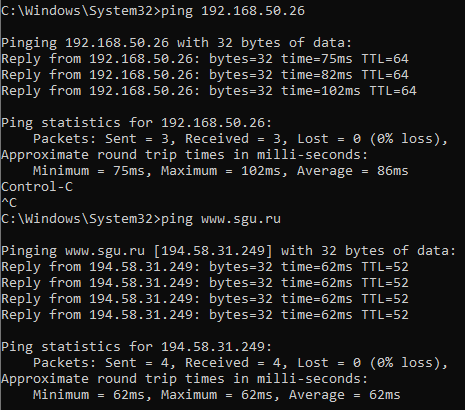 C:\Windows\System32>ping 192.168.50.26
Pinging 192.168.50.26 with 32 bytes of data:
Reply from 192.168.50.26: bytes=32 time=75ms TTL=64
Reply from 192.168.50.26: bytes=32 time=82ms TTL=64
Reply from 192.168.50.26: bytes=32 time=102ms TTL=64
Ping statistics for 192.168.50.26:
    Packets: Sent = 3, Received = 3, Lost = 0 (0% loss),
Approximate round trip times in milli-seconds:
    Minimum = 75ms, Maximum = 102ms, Average = 86ms
Control-C
^C
C:\Windows\System32>ping www.sgu.ru
Pinging www.sgu.ru [194.58.31.249] with 32 bytes of data:
Reply from 194.58.31.249: bytes=32 time=62ms TTL=52
Reply from 194.58.31.249: bytes=32 time=62ms TTL=52
Reply from 194.58.31.249: bytes=32 time=62ms TTL=52
Reply from 194.58.31.249: bytes=32 time=62ms TTL=52
Ping statistics for 194.58.31.249:
    Packets: Sent = 4, Received = 4, Lost = 0 (0% loss),
Approximate round trip times in milli-seconds:
    Minimum = 62ms, Maximum = 62ms, Average = 62ms